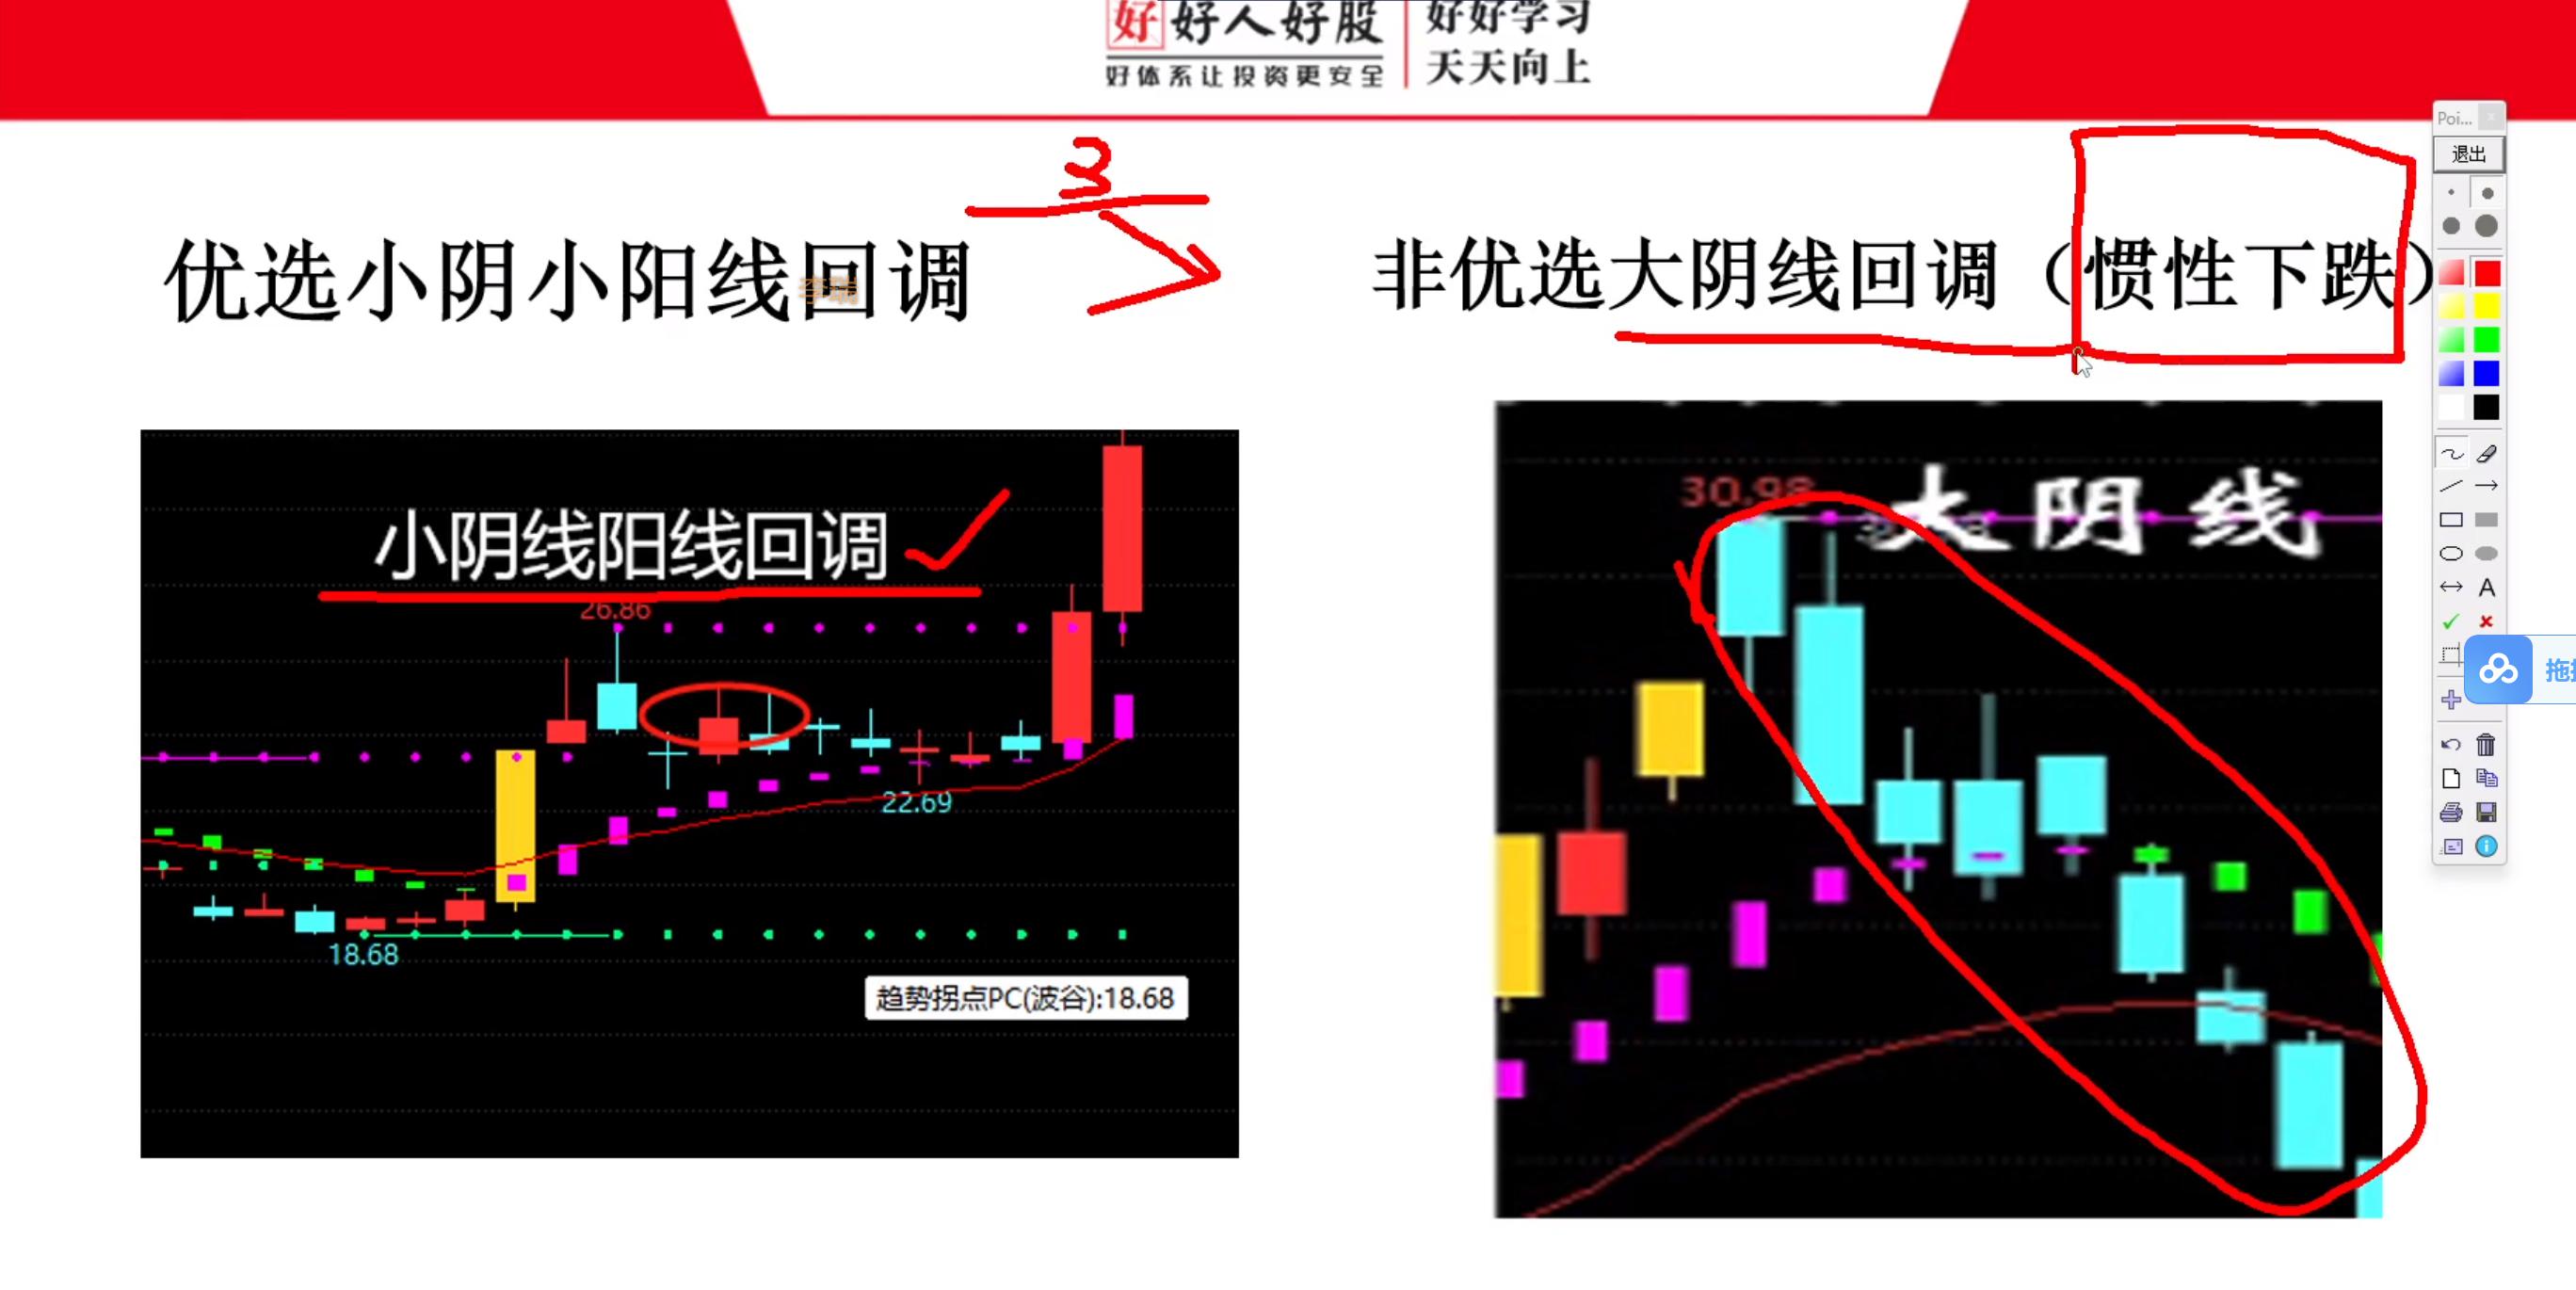 好 好人好股
好体系让投资更安全
好好学习
天天向上
Poi...
退出
3
优选小阴小阳线回调
非优选大阴线回调（惯性下跌）
小阴线阳线回调
26.86
22.69
18.68
趋势拐点PC(波谷):18.68
30.98
大阴线
A